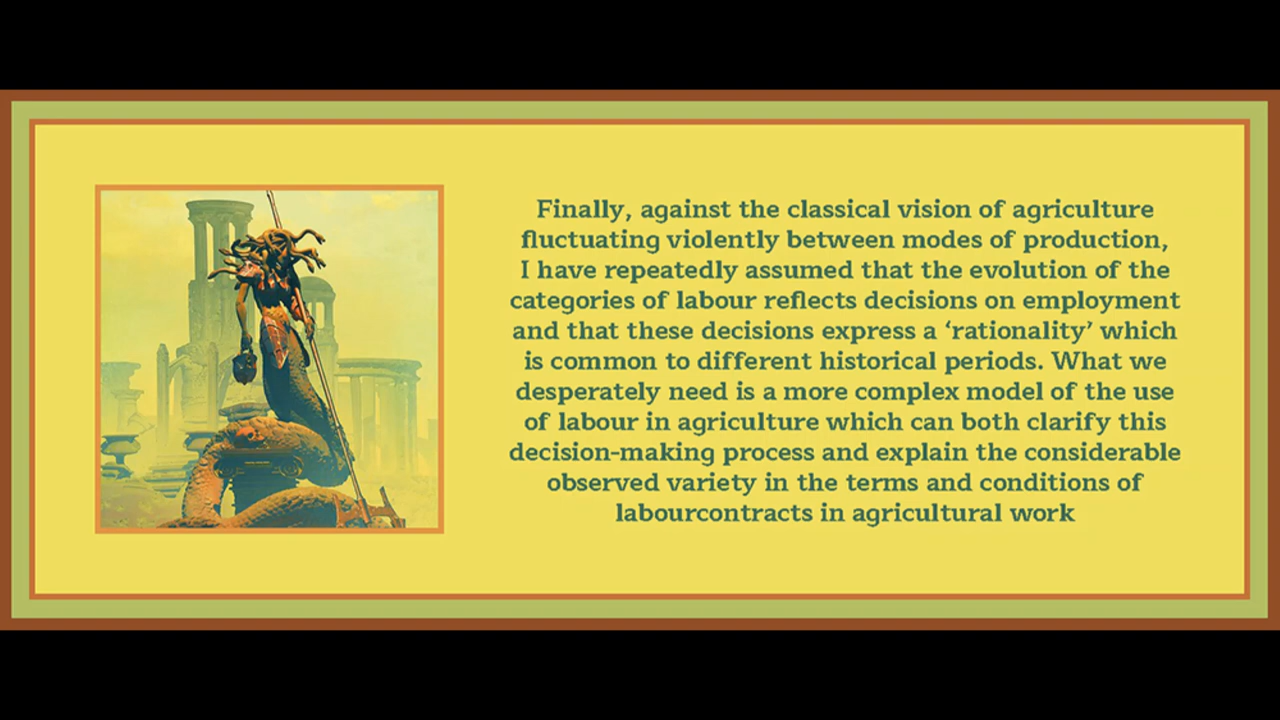 Finally, against the classical vision of agriculture
fluctuating violently between modes of production,
I have repeatedly assumed that the evolution of the
categories of labour reflects decisions on employment
and that these decisions express a ‘rationality’ which
is common to different historical periods. What we
desperately need is a more complex model of the use
of labour in agriculture which can both clarify this
decision-making process and explain the considerable
observed variety in the terms and conditions of
labourcontracts in agricultural work